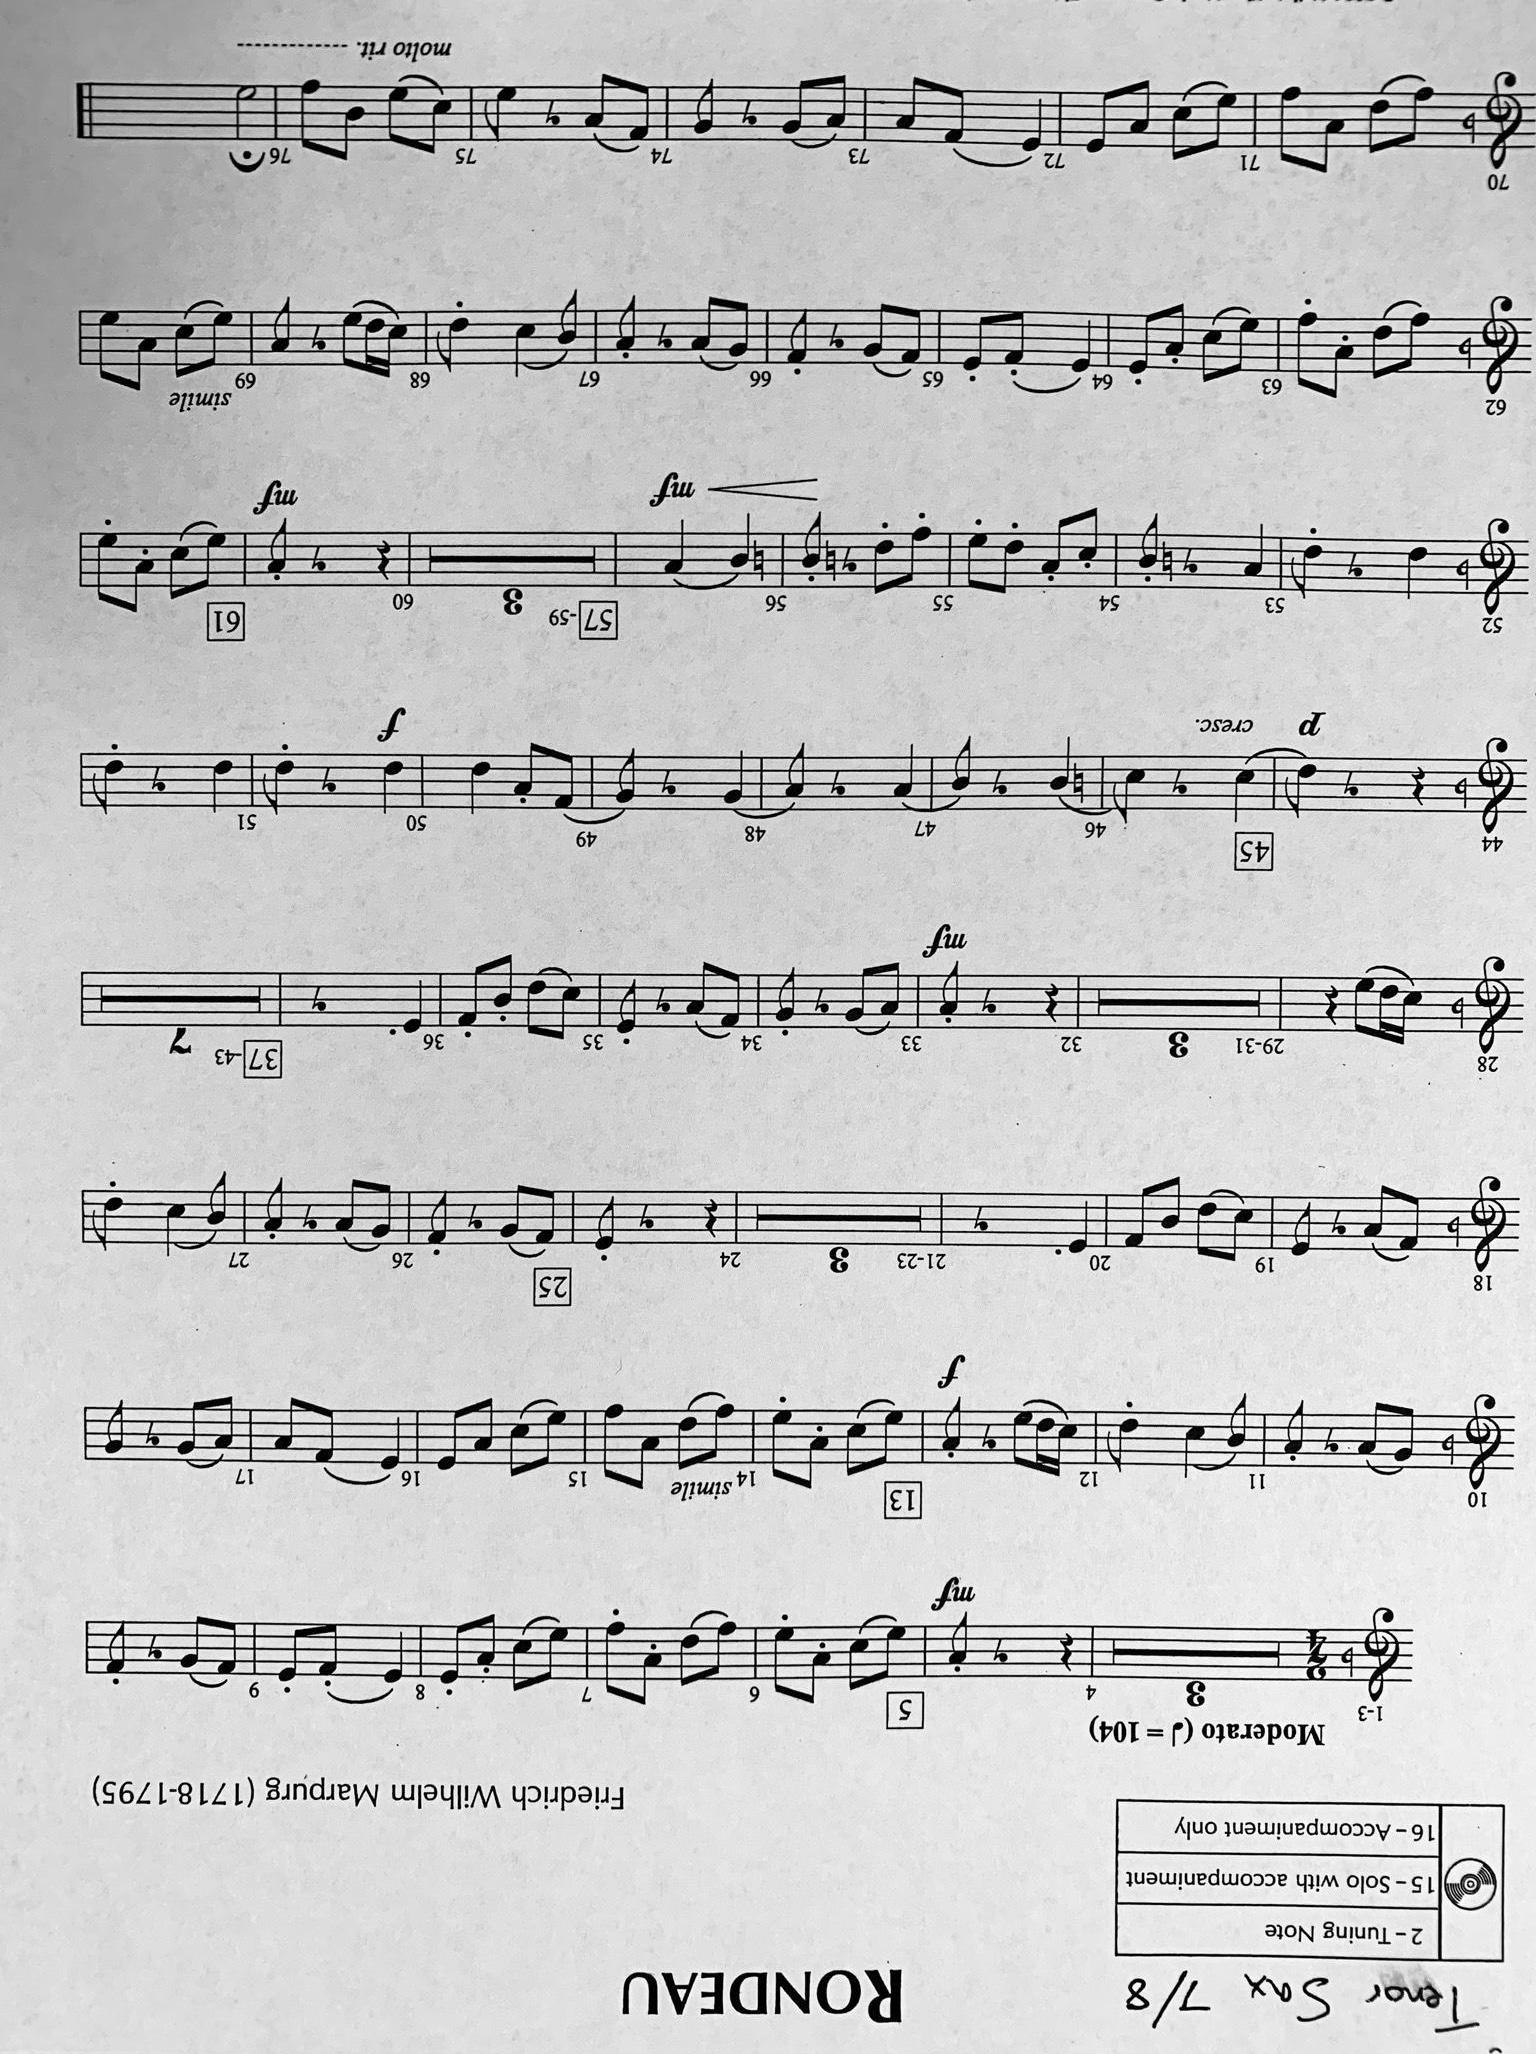 Tenor Sax 7/8
RONDEAU
2 – Tuning Note
15 – Solo with accompaniment
16 – Accompaniment only
Friedrich Wilhelm Marpurg (1718-1795)
Moderato (♩ = 104)
1-3 3 4 5 6 7 8 9
2/4
mf
10 11 12 13 14 simile 15 16 17
f
18 19 20 21-23 3 24 25 26 27
28 29-31 3 32 33 34 35 36 37 -43 7
mf
44 45 46 47 48 49 50 51
p cresc. f
52 53 54 55 56 57 -59 3 60 61
mf mf
62 63 64 65 66 67 68 69 simile
70 71 72 73 74 75 76
molto rit.